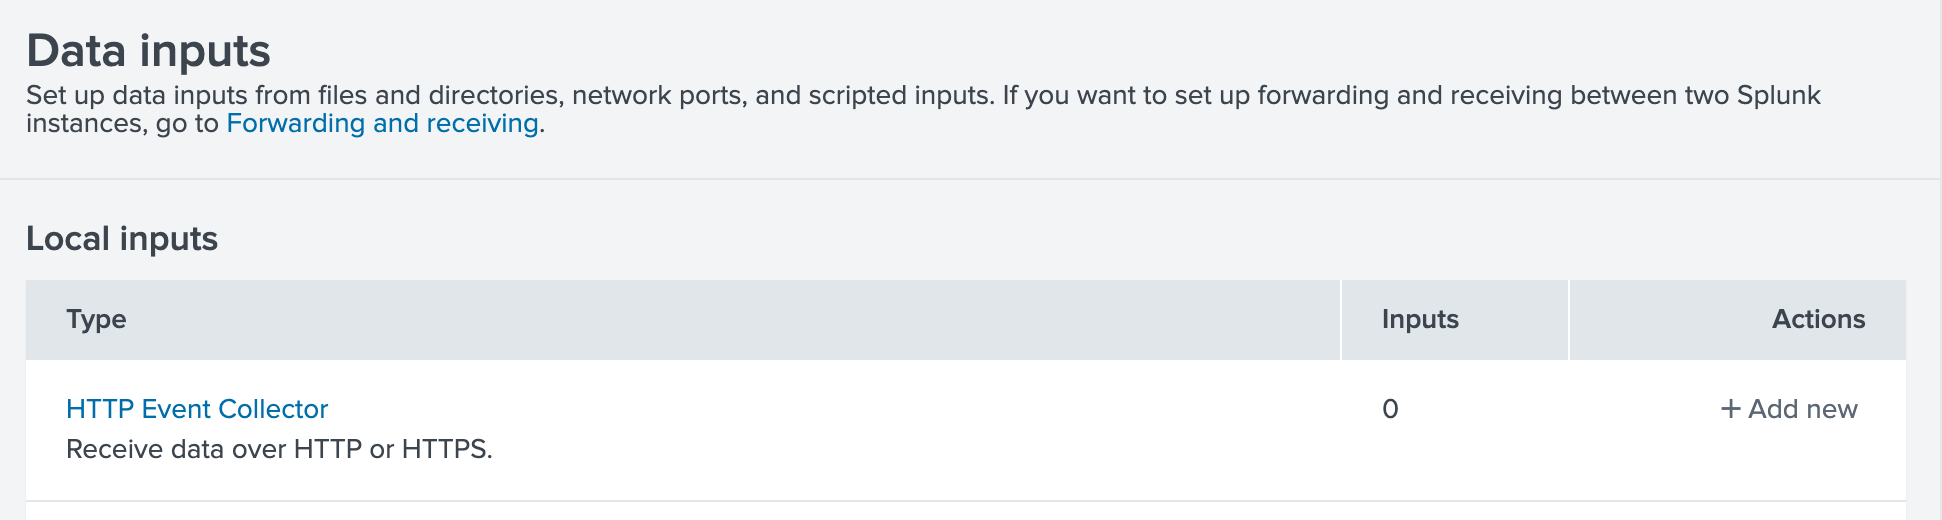 Data inputs
Set up data inputs from files and directories, network ports, and scripted inputs. If you want to set up forwarding and receiving between two Splunk
instances, go to Forwarding and receiving.
Local inputs
Type Inputs Actions
HTTP Event Collector 0 + Add new
Receive data over HTTP or HTTPS.